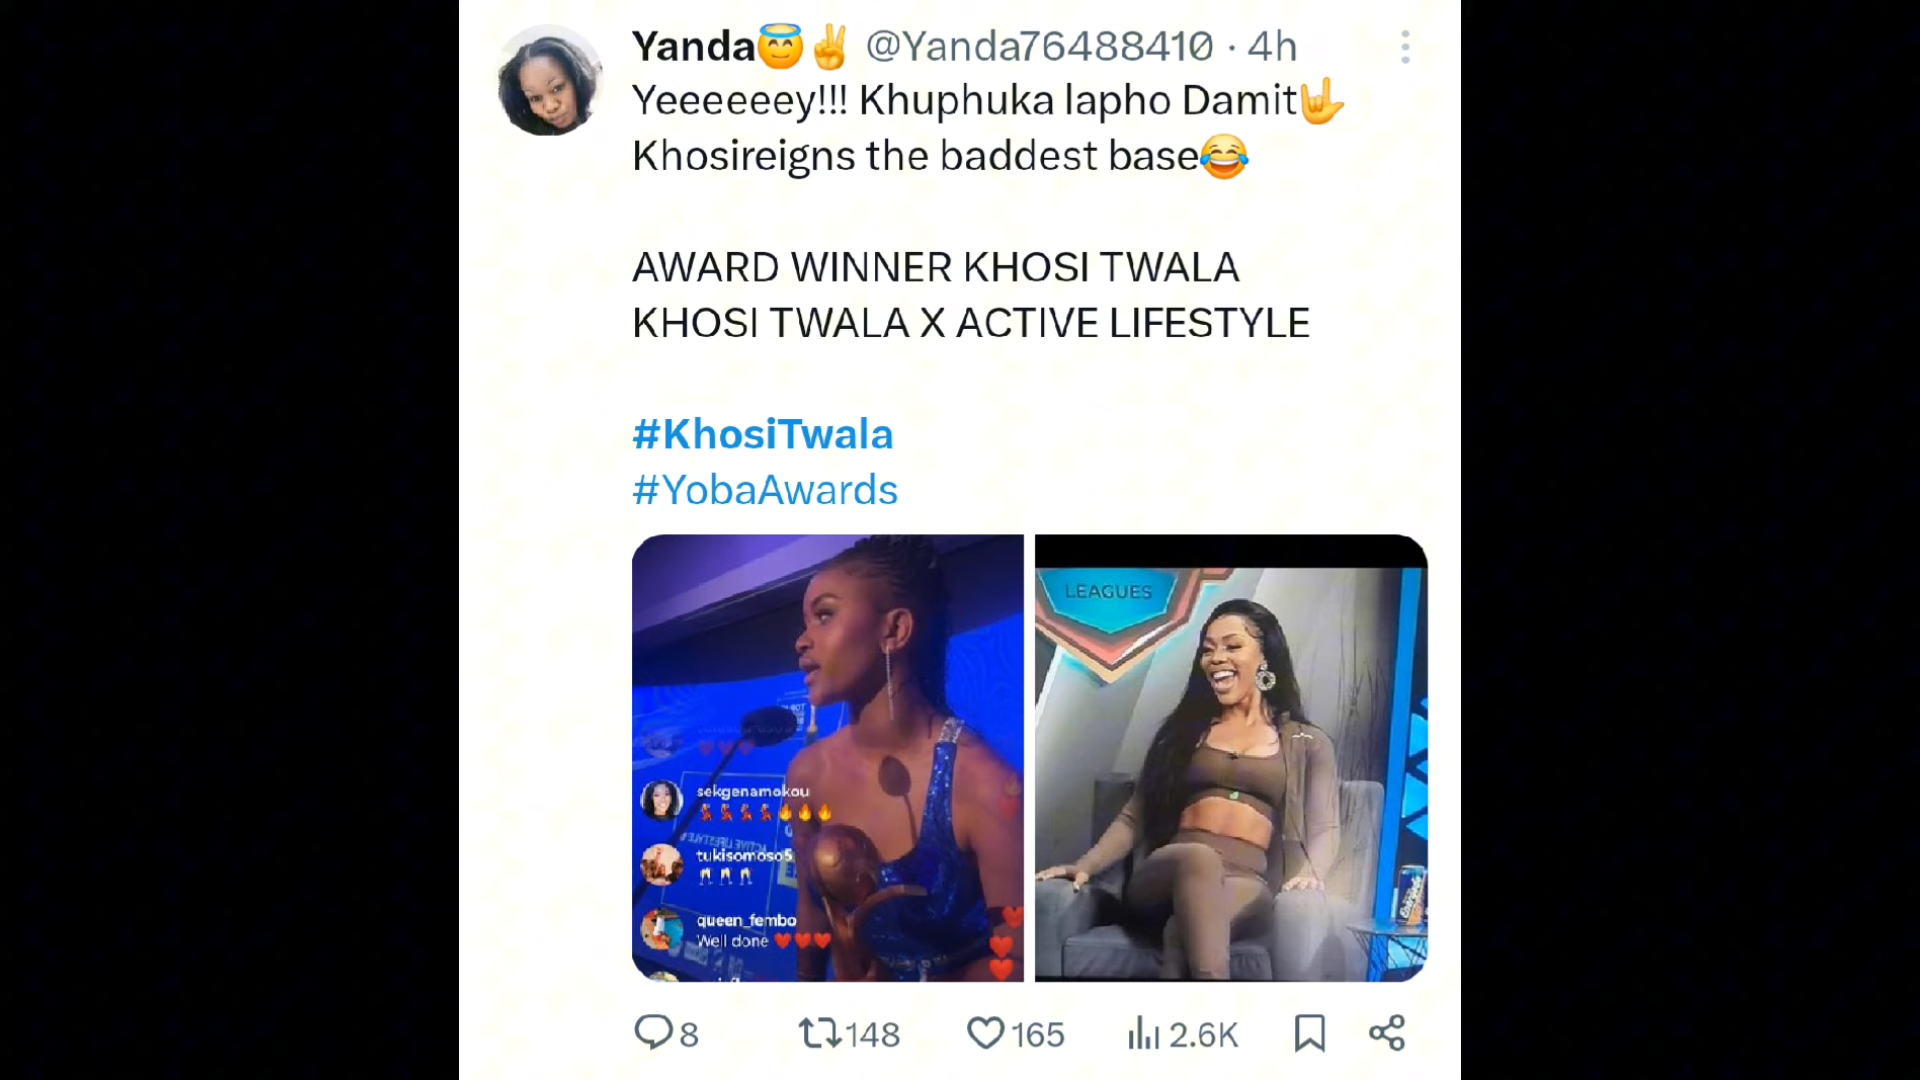 Yanda😇✌️ @Yanda76488410 · 4h
Yeeeeeey!!! Khuphuka lapho Damit🤟
Khosireigns the baddest base😂
AWARD WINNER KHOSI TWALA
KHOSI TWALA X ACTIVE LIFESTYLE
#KhosiTwala
#YobaAwards
sekgenamokou
💃💃💃💃🔥🔥🔥
tukisomoso5
🥂🥂🥂
queen_fembo
Well done ❤️❤️❤️
LEAGUES
8 148 165 2.6K